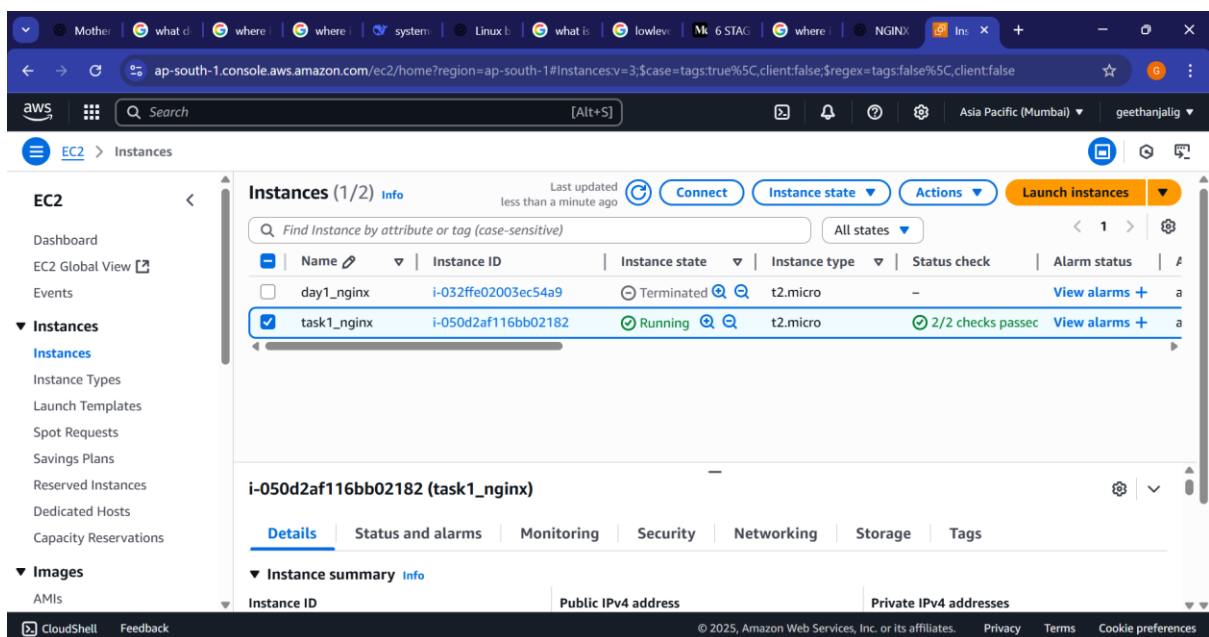 Mother what d where i where i system Linux b what is lowleve M 6 STAG where i NGINX Ins
ap-south-1.console.aws.amazon.com/ec2/home?region=ap-south-1#Instances:v=3;$case=tags:true%5C,client:false;$regex=tags:false%5C,client:false G
aws Search [Alt+S] Asia Pacific (Mumbai) geethanjalig
EC2 > Instances
EC2
Dashboard
EC2 Global View
Events
Instances
Instances
Instance Types
Launch Templates
Spot Requests
Savings Plans
Reserved Instances
Dedicated Hosts
Capacity Reservations
Images
AMIs
Instances (1/2) Info Last updated less than a minute ago Connect Instance state Actions Launch instances
Find Instance by attribute or tag (case-sensitive) All states 1
Name Instance ID Instance state Instance type Status check Alarm status A
day1_nginx i-032ffe02003ec54a9 Terminated t2.micro – View alarms + a
task1_nginx i-050d2af116bb02182 Running t2.micro 2/2 checks passec View alarms + a
i-050d2af116bb02182 (task1_nginx)
Details Status and alarms Monitoring Security Networking Storage Tags
Instance summary Info
Instance ID Public IPv4 address Private IPv4 addresses
CloudShell Feedback © 2025, Amazon Web Services, Inc. or its affiliates. Privacy Terms Cookie preferences